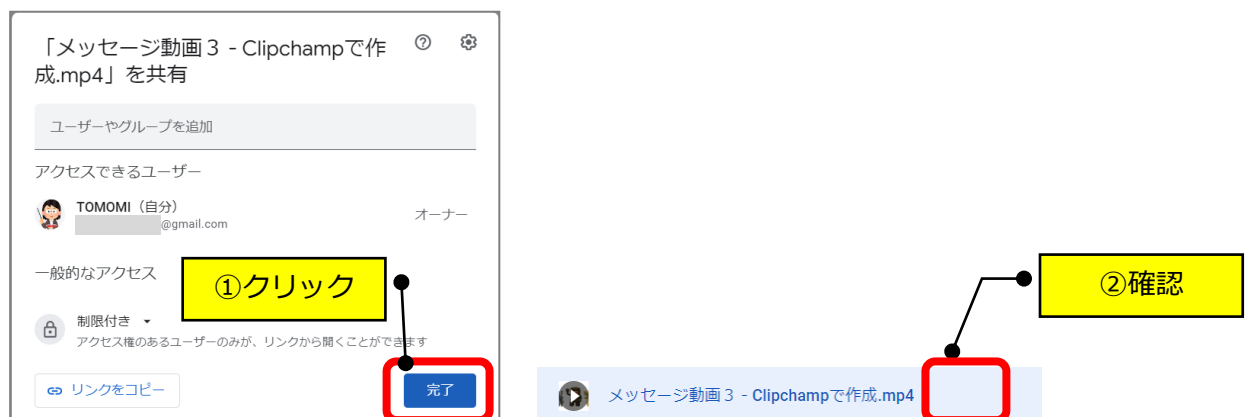 「メッセージ動画３ - Clipchampで作
成.mp4」を共有
ユーザーやグループを追加
アクセスできるユーザー
TOMOMI（自分）
@gmail.com
オーナー
一般的なアクセス
①クリック
制限付き
アクセス権のあるユーザーのみが、リンクから開くことができます
リンクをコピー
完了
②確認
メッセージ動画３ - Clipchampで作成.mp4